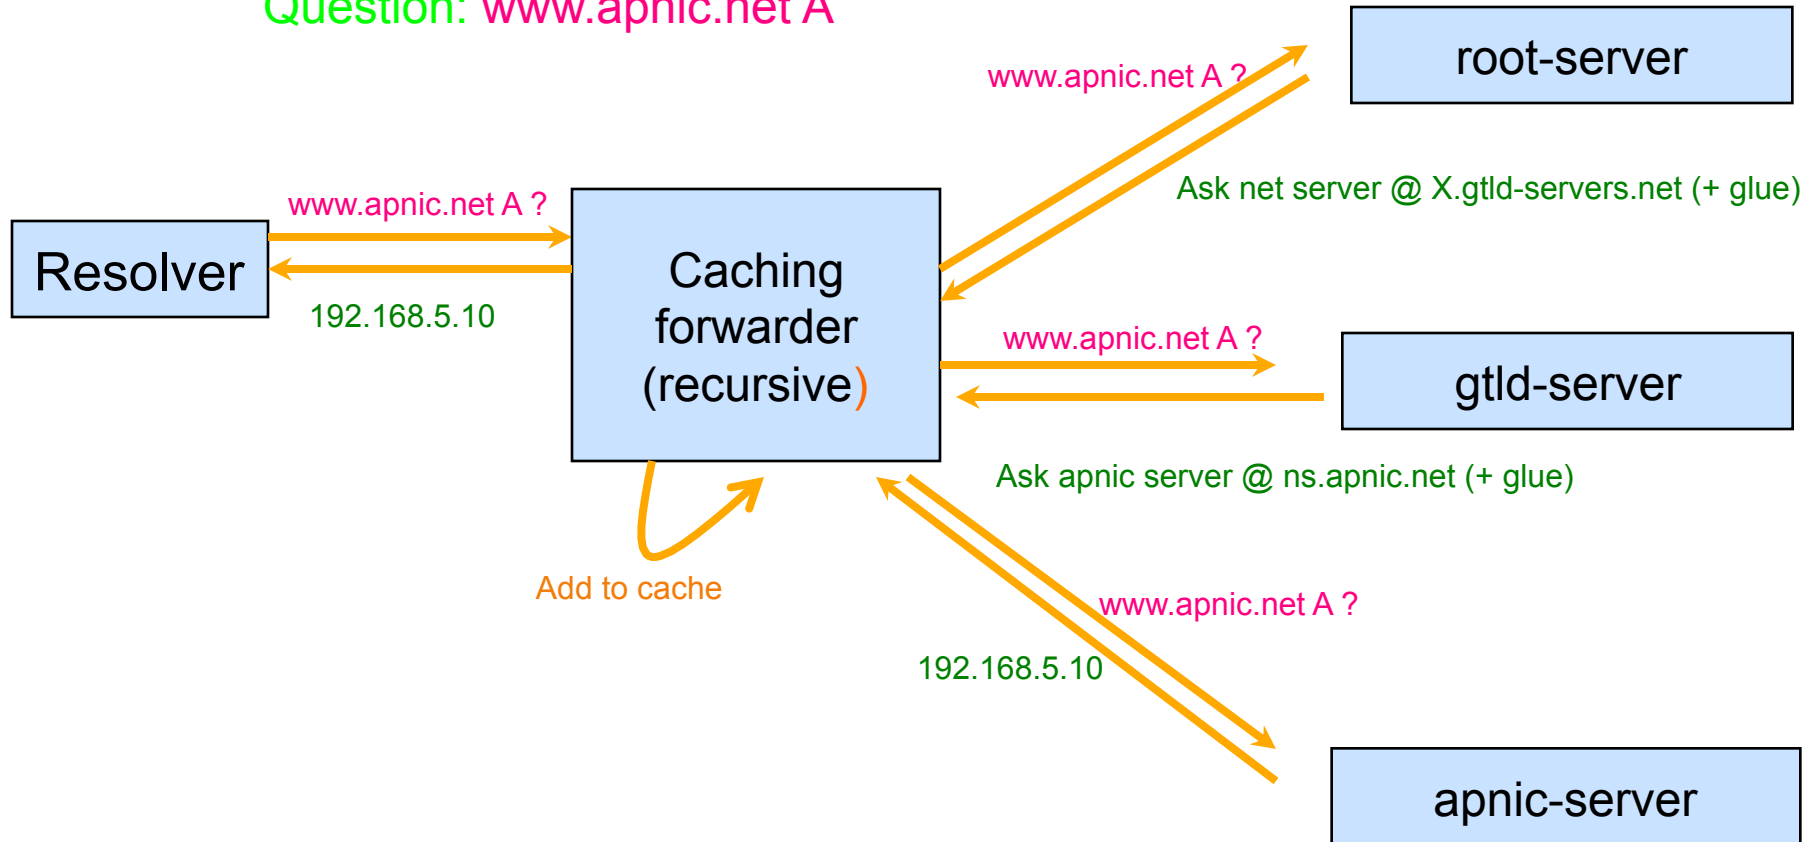 Question: www.apnic.net A
root-server
www.apnic.net A ?
Ask net server @ X.gtld-servers.net (+ glue)
www.apnic.net A ?
Resolver
192.168.5.10
Caching
forwarder
(recursive)
www.apnic.net A ?
gtld-server
Ask apnic server @ ns.apnic.net (+ glue)
Add to cache
www.apnic.net A ?
192.168.5.10
apnic-server